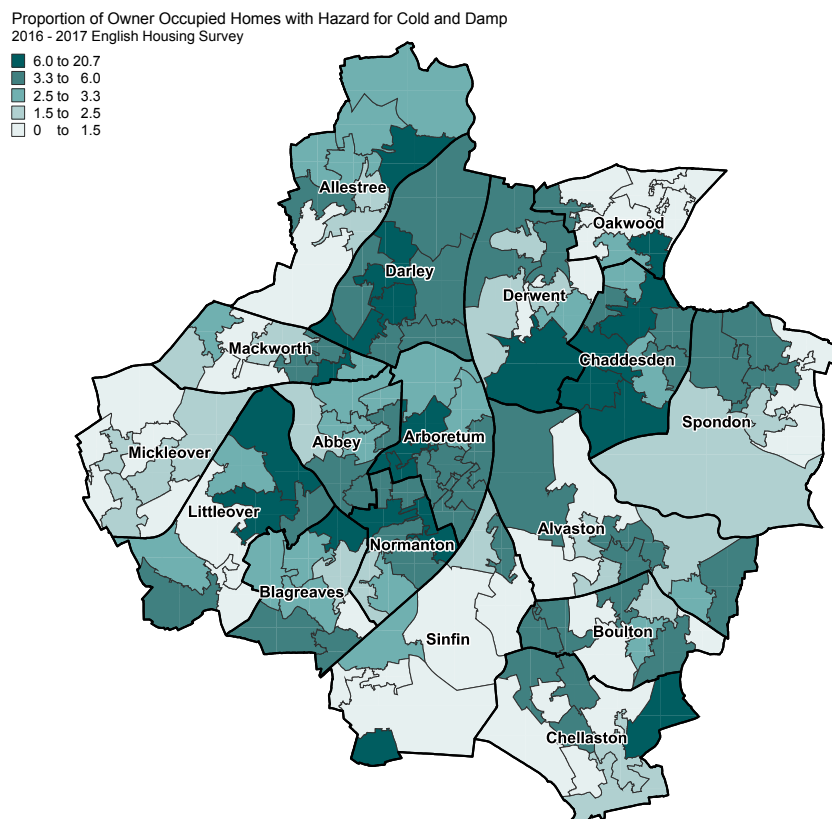 Proportion of Owner Occupied Homes with Hazard for Cold and Damp
2016 - 2017 English Housing Survey
6.0 to 20.7
3.3 to 6.0
2.5 to 3.3
1.5 to 2.5
0 to 1.5
Allestree
Oakwood
Darley
Derwent
Mackworth
Chaddesden
Spondon
Abbey
Arboretum
Mickleover
Littleover
Alvaston
Normanton
Blagreaves
Boulton
Sinfin
Chellaston